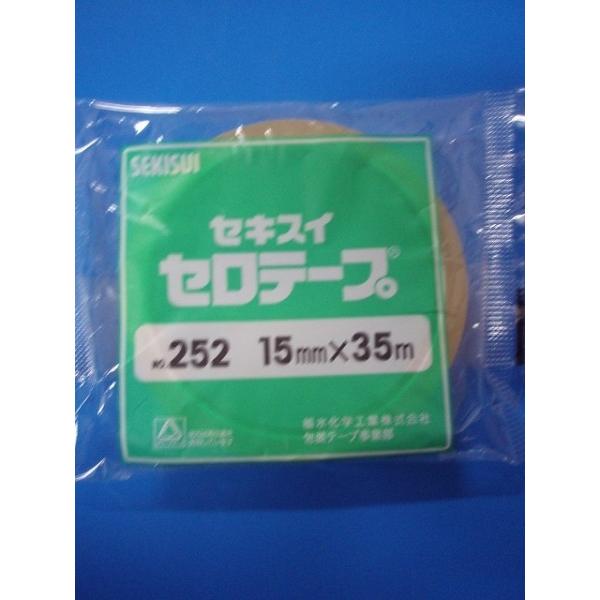 SEKISUI
セキスイ
セロテープ®
NO. 252 15mm×35m
積水化学工業株式会社
包装テープ事業部